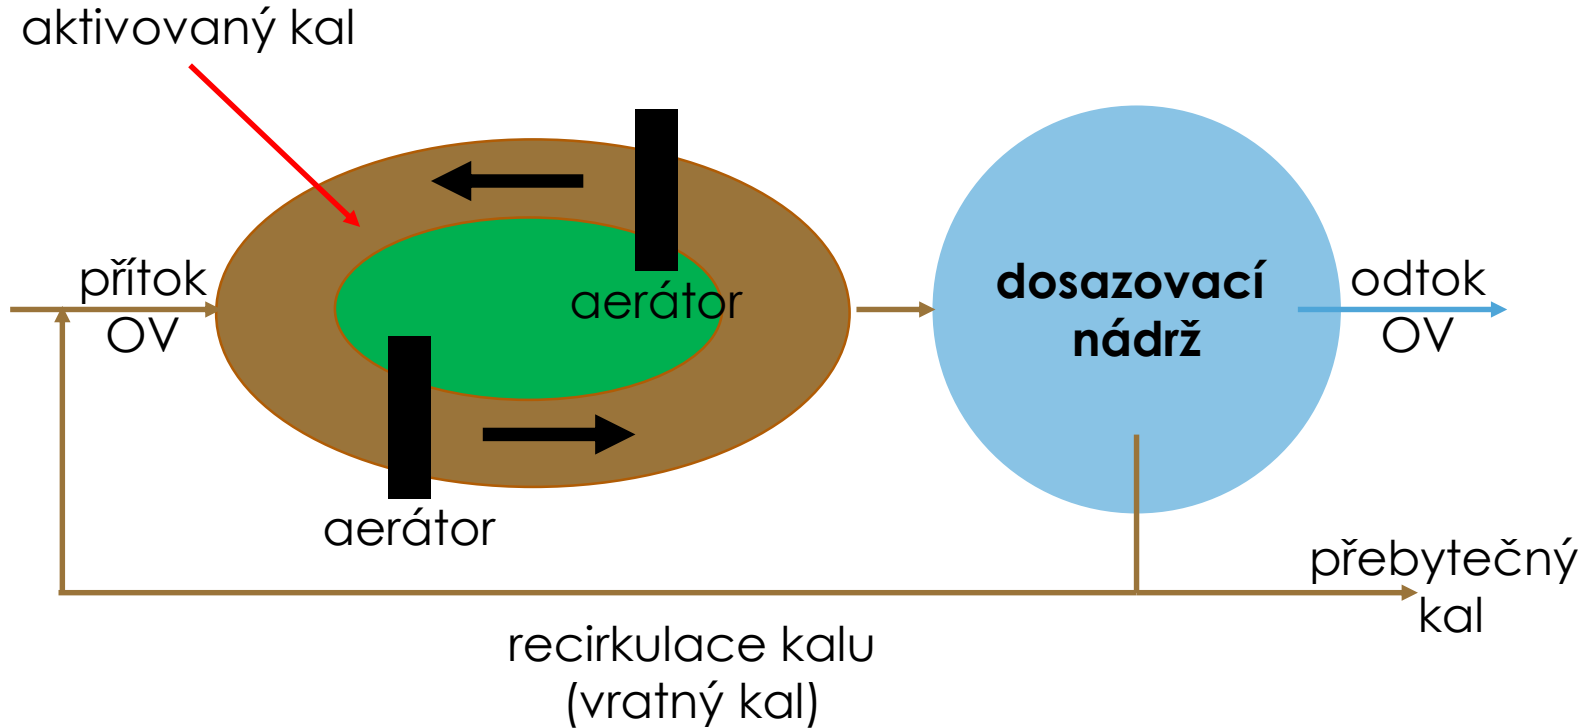 aktivovaný kal
přítok
OV
aerátor
aerátor
dosazovací
nádrž
odtok
OV
přebytečný
kal
recirkulace kalu
(vratný kal)